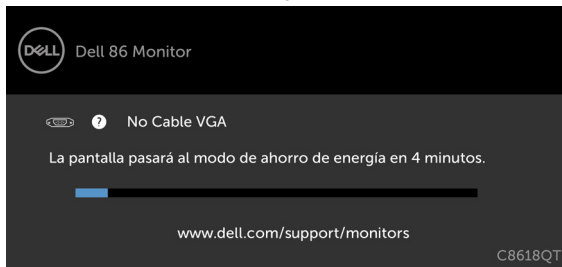 DELL
Dell 86 Monitor
? No Cable VGA
La pantalla pasará al modo de ahorro de energía en 4 minutos.
www.dell.com/support/monitors
C8618QT